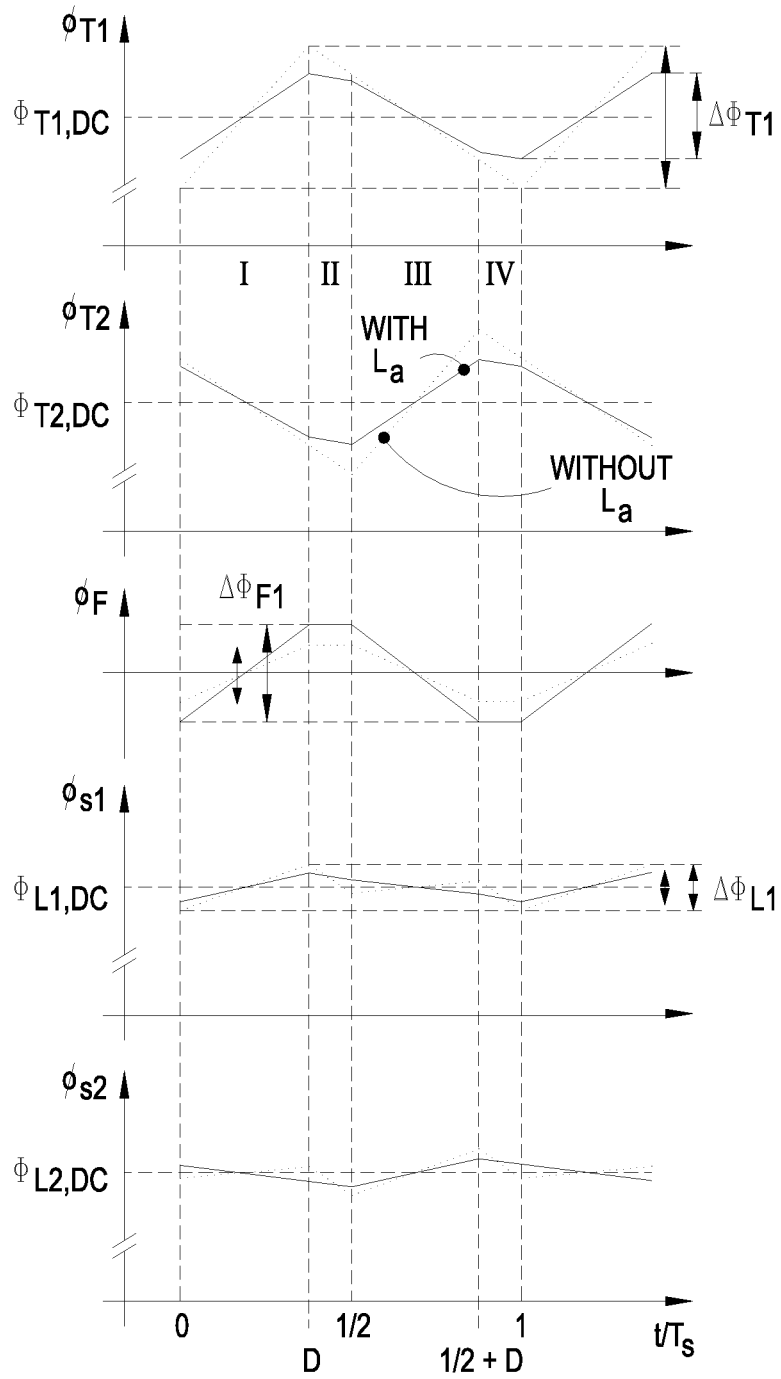 ϕT1
ΦT1,DC
ΔΦT1
I II III IV
ϕT2
WITH
La
ΦT2,DC
WITHOUT
La
ϕF
ΔΦF1
ϕs1
ΦL1,DC
ΔΦL1
ϕs2
ΦL2,DC
0 1/2 1 t/Ts
D 1/2 + D